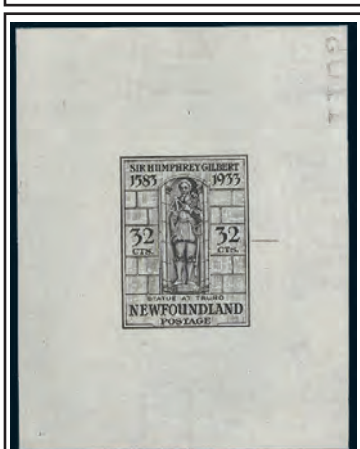 SIR HUMPHREY GILBERT
1583 1933
32 32
CTS. CTS.
STATUE AT TRURO
NEWFOUNDLAND
POSTAGE